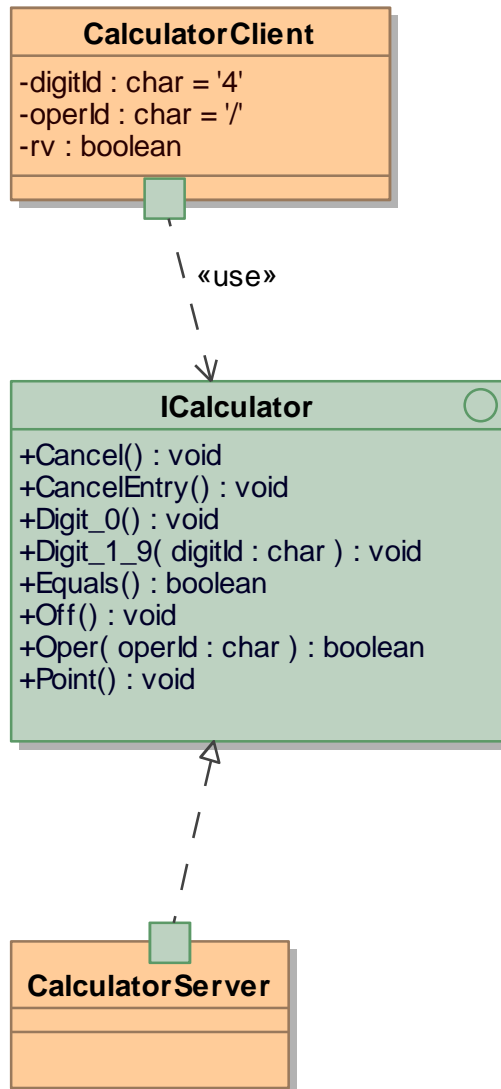 CalculatorClient
-digitId : char = '4'
-operId : char = '/'
-rv : boolean
«use»
ICalculator
+Cancel() : void
+CancelEntry() : void
+Digit_0() : void
+Digit_1_9( digitId : char ) : void
+Equals() : boolean
+Off() : void
+Oper( operId : char ) : boolean
+Point() : void
CalculatorServer